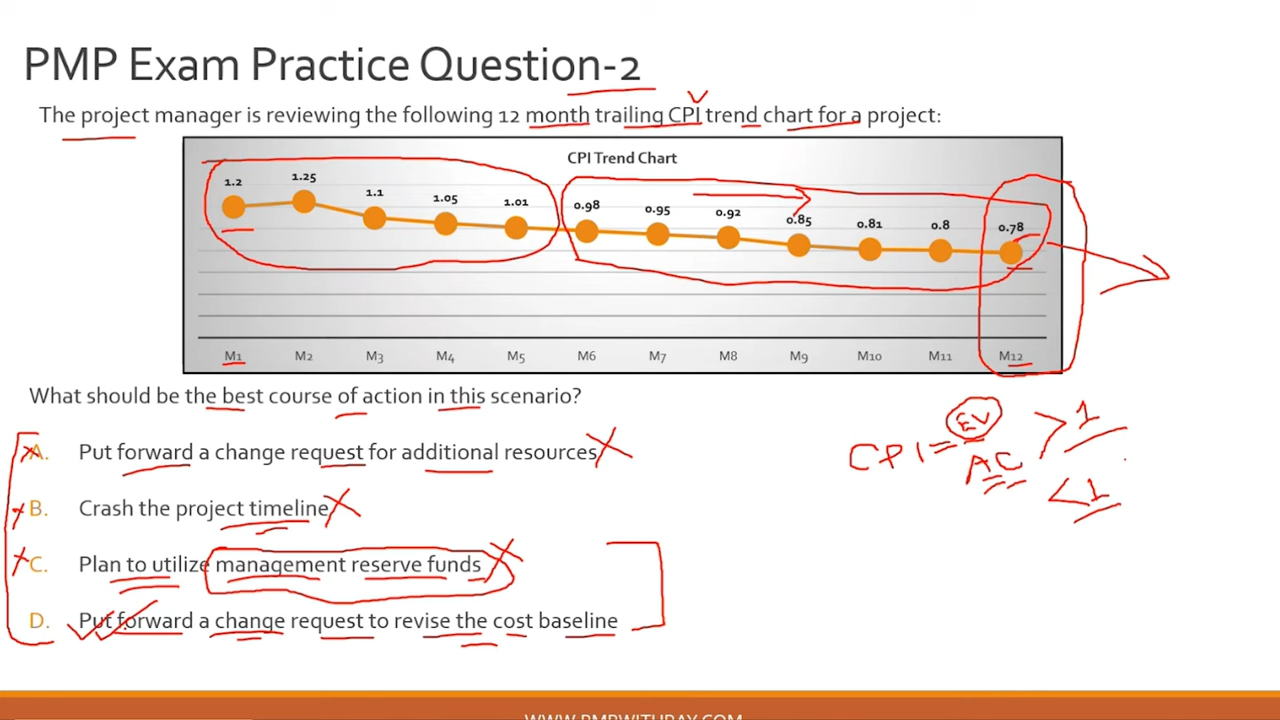 PMP Exam Practice Question-2
The project manager is reviewing the following 12 month trailing CPI trend chart for a project:
CPI Trend Chart
1.2 1.25 1.1 1.05 1.01 0.98 0.95 0.92 0.85 0.81 0.8 0.78
M1 M2 M3 M4 M5 M6 M7 M8 M9 M10 M11 M12
What should be the best course of action in this scenario?
A. Put forward a change request for additional resources
B. Crash the project timeline
C. Plan to utilize management reserve funds
D. Put forward a change request to revise the cost baseline
CPI = EV
AC
>1
<1
WWW.PMPWITHRAY.COM